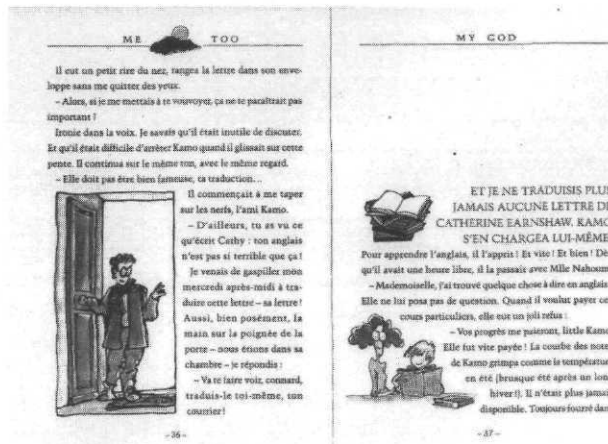 ME TOO
Il eut un petit rire du nez, rangea la lettre dans son enve-
loppe sans me quitter des yeux.
– Alors, si je me mettais à te vouvoyer, ça ne te paraîtrait pas
important !
Ironie dans la voix. Je savais qu'il était inutile de discuter.
Et qu'il était difficile d'arrêter Kamo quand il glissait sur cette
pente. Il continua sur le même ton, avec le même regard.
– Elle doit pas être bien fameuse, ta traduction...
Il commençait à me taper
sur les nerfs, l'ami Kamo.
– D'ailleurs, tu as vu ce
qu'écrit Cathy : ton anglais
n'est pas si terrible que ça !
Je venais de gaspiller mon
mercredi après-midi à tra-
duire cette lettre – sa lettre !
Aussi, bien posément, la
main sur la poignée de la
porte – nous étions dans sa
chambre – je répondis :
– Va te faire voir, connard,
traduis-le toi-même, ton
courrier !
– 36 –
MY GOD
ET JE NE TRADUISIS PLU
JAMAIS AUCUNE LETTRE DE
CATHERINE EARNSHAW. KAMO
S'EN CHARGEA LUI-MÊME
Pour apprendre l'anglais, il l'apprit ! Et vite ! Et bien ! Dè
qu'il avait une heure libre, il la passait avec Mlle Nahoum
– Mademoiselle, j'ai trouvé quelque chose à dire en anglais
Elle ne lui posa pas de question. Quand il voulut payer ce
cours particuliers, elle eut un joli refus :
– Vos progrès me paieront, little Kamo
Elle fut vite payée ! La courbe des note
de Kamo grimpa comme la températur
en été (brusque été après un lon
hiver !). Il n'était plus jamai
disponible. Toujours fourré dan
– 37 –